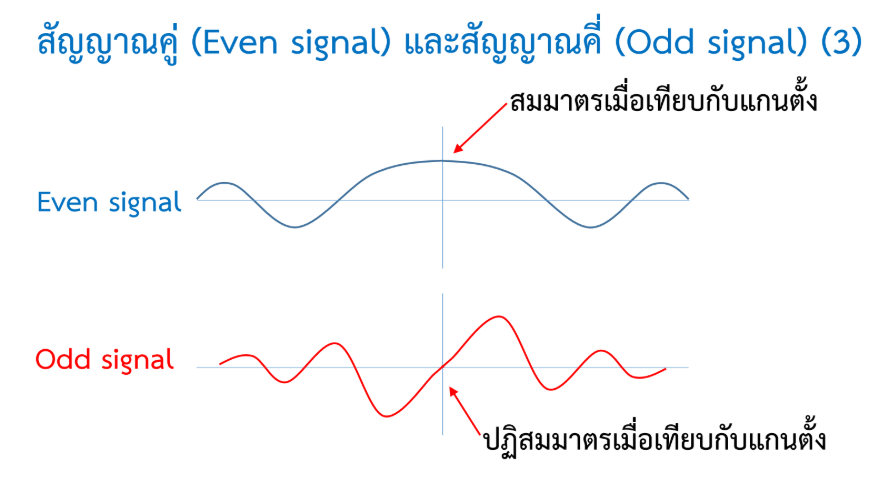 สัญญาณคู่ (Even signal) และสัญญาณคี่ (Odd signal) (3)
สมมาตรเมื่อเทียบกับแกนตั้ง
Even signal
Odd signal
ปฏิสมมาตรเมื่อเทียบกับแกนตั้ง